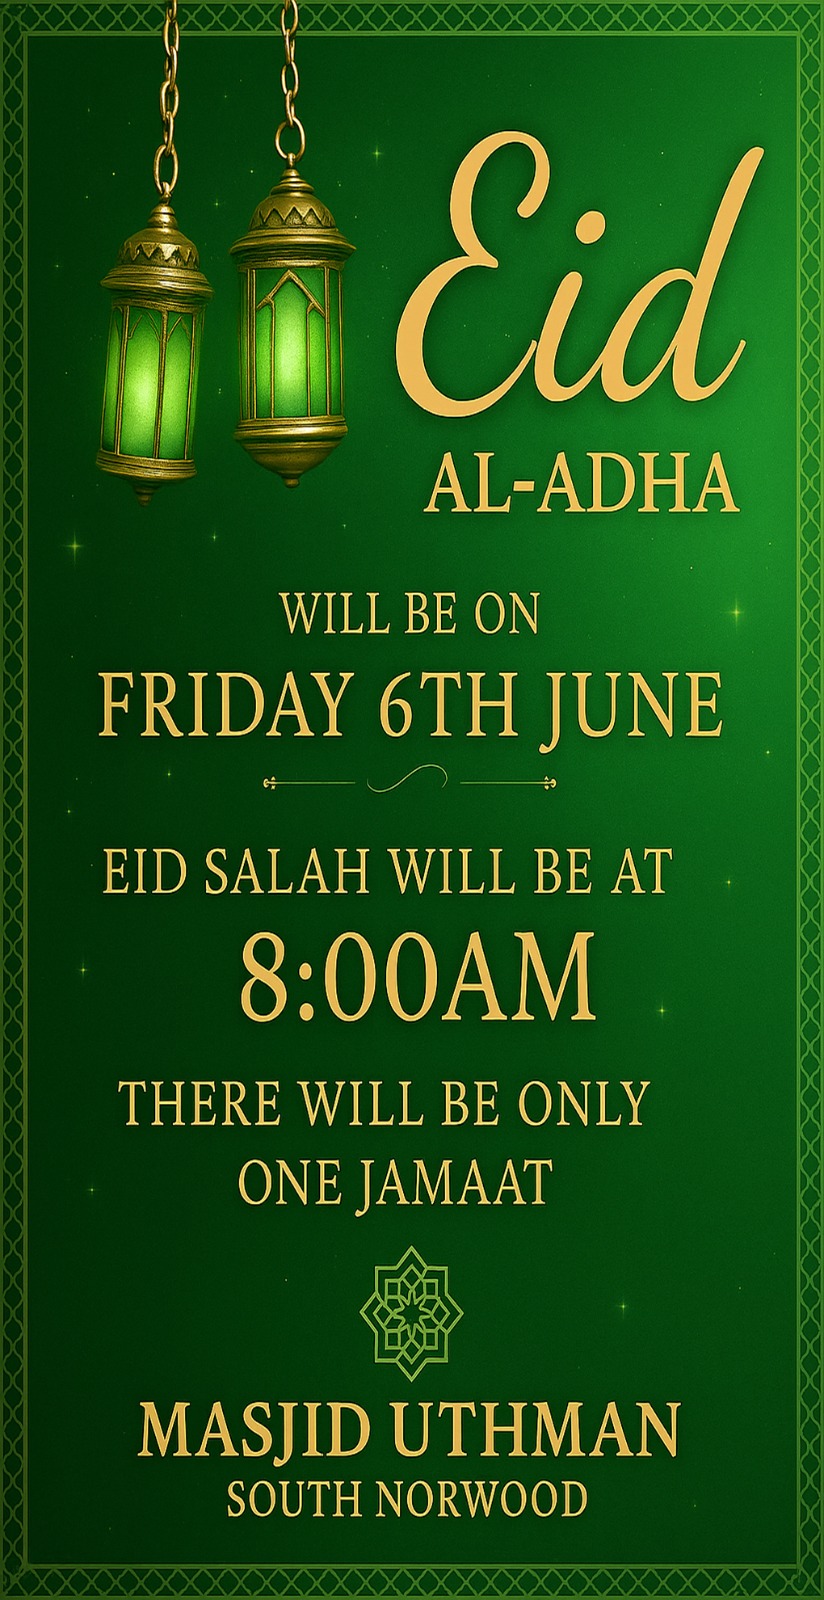 Eid
AL-ADHA
WILL BE ON
FRIDAY 6TH JUNE
EID SALAH WILL BE AT
8:00AM
THERE WILL BE ONLY
ONE JAMAAT
MASJID UTHMAN
SOUTH NORWOOD